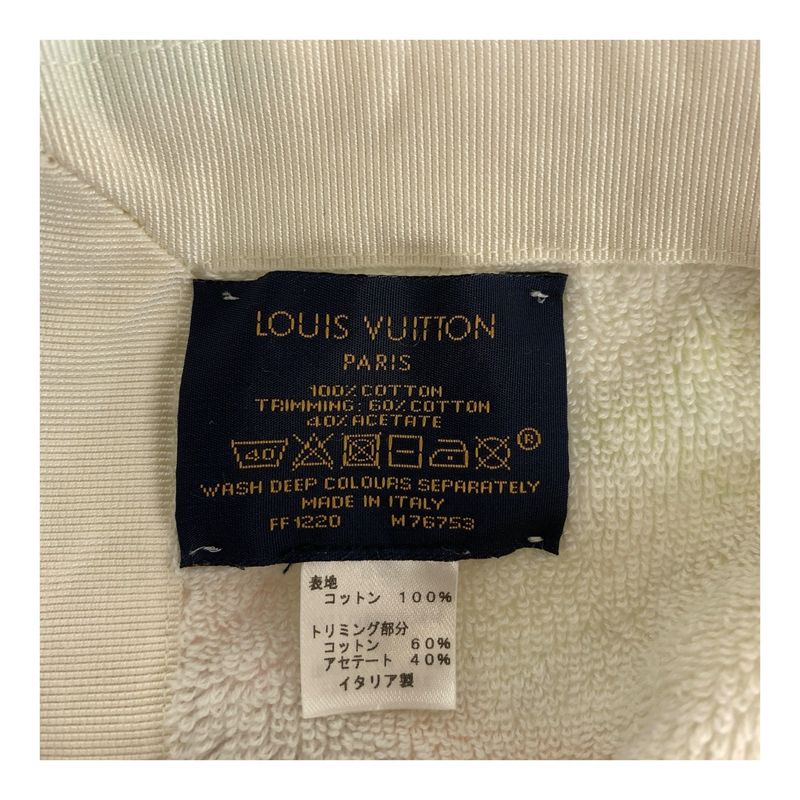 LOUIS VUITTON
PARIS
100% COTTON
TRIMMING: 60% COTTON
40% ACETATE
40 ®
WASH DEEP COLOURS SEPARATELY
MADE IN ITALY
FF1220 M76753
表地
コットン 100%
トリミング部分
コットン 60%
アセテート 40%
イタリア製